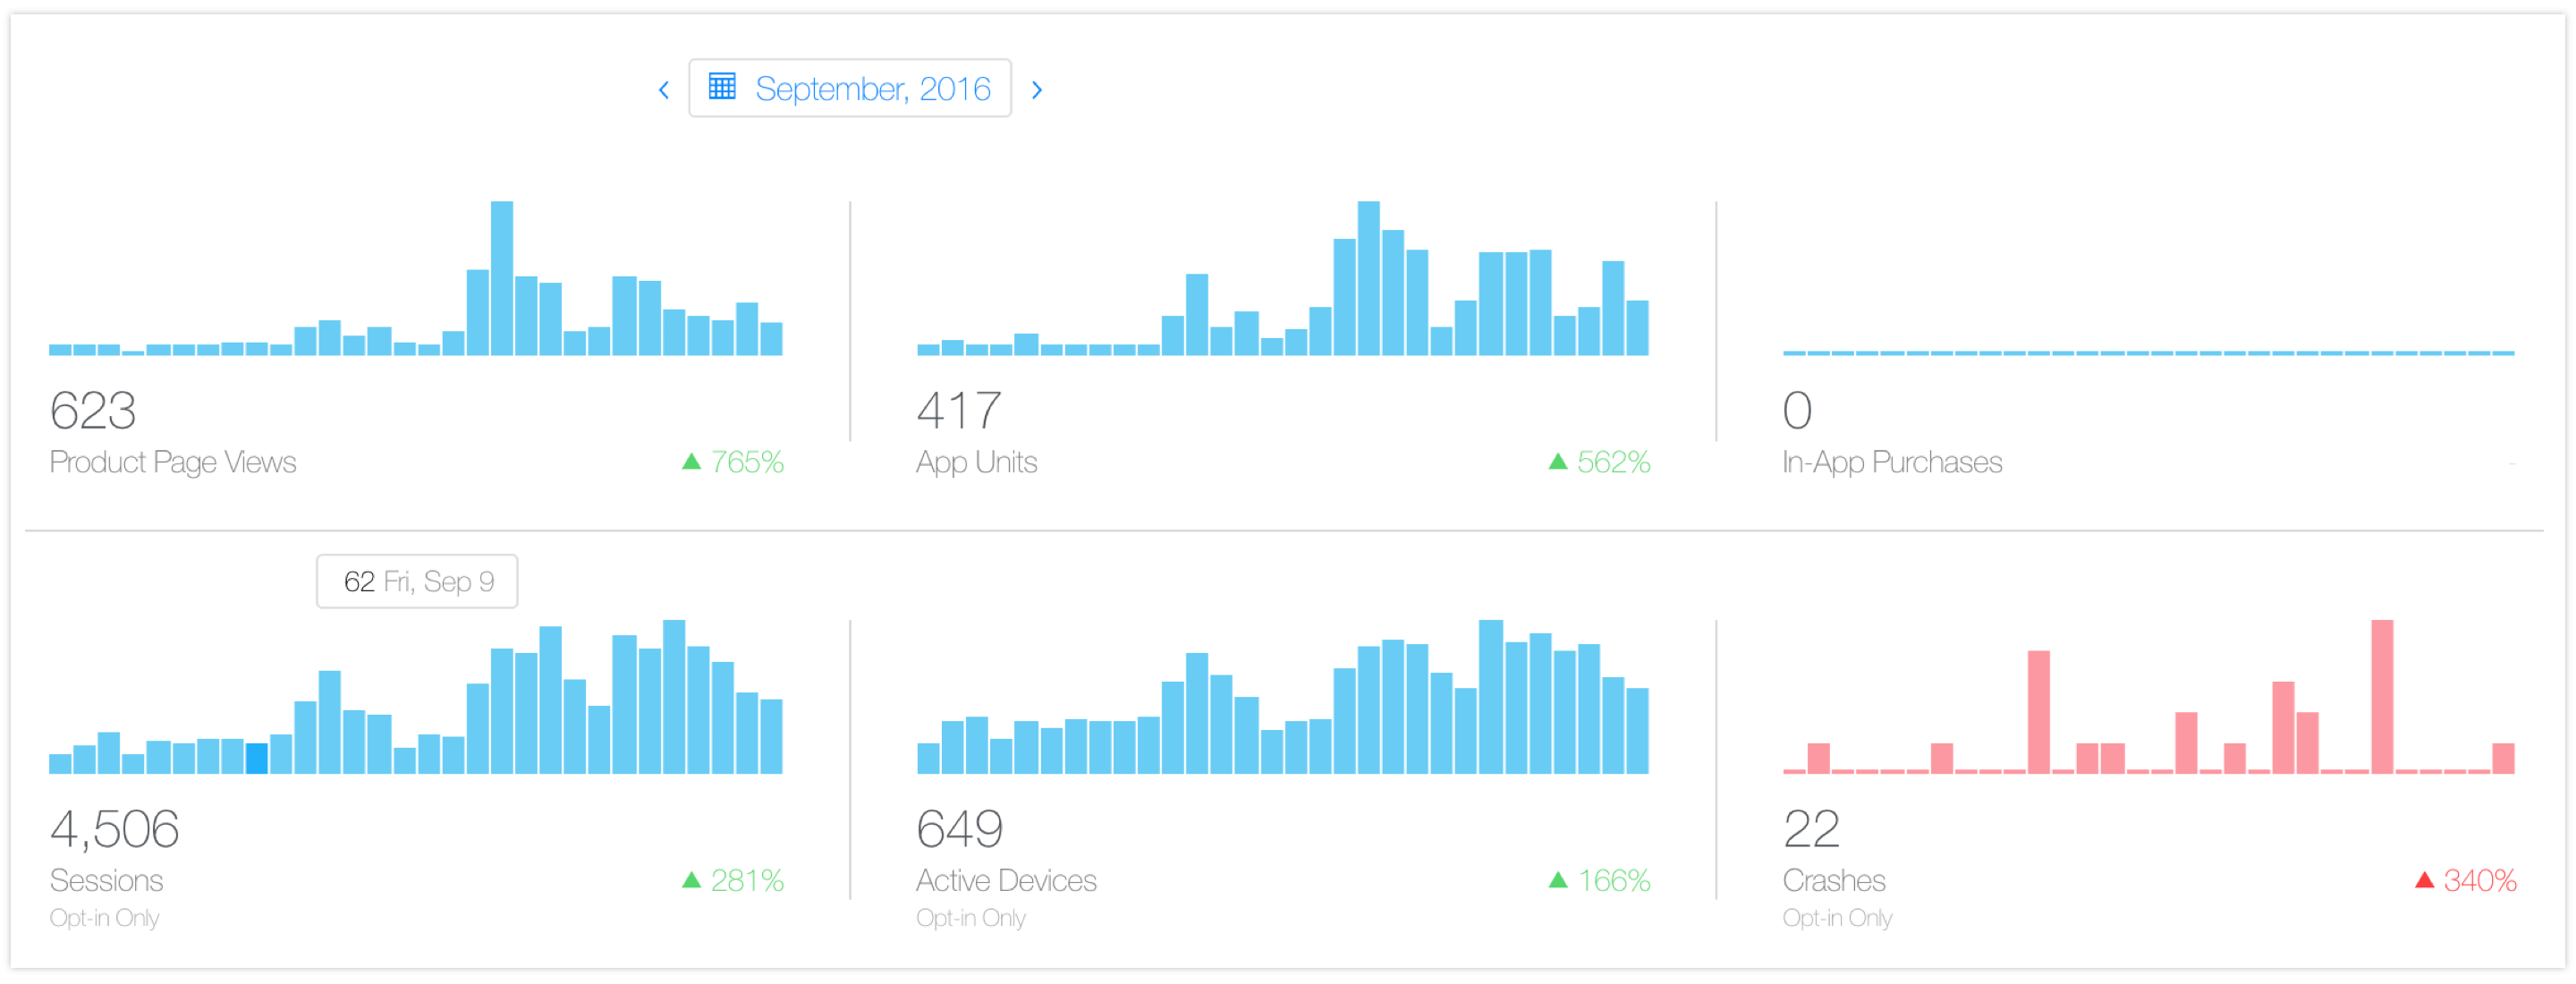 September, 2016
623
Product Page Views
▲ 765%
417
App Units
▲ 562%
0
In-App Purchases
-
62 Fri, Sep 9
4,506
Sessions
▲ 281%
Opt-in Only
649
Active Devices
▲ 166%
Opt-in Only
22
Crashes
▲ 340%
Opt-in Only